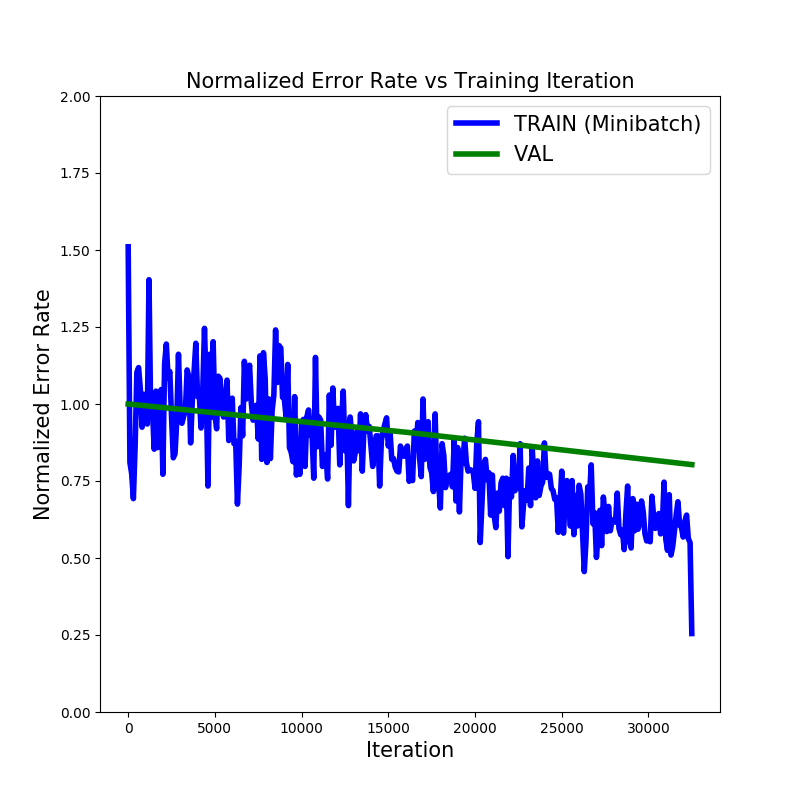 Normalized Error Rate vs Training Iteration
2.00
TRAIN (Minibatch)
VAL
1.75
1.50
1.25
1.00
0.75
0.50
0.25
0.00
Normalized Error Rate
0 5000 10000 15000 20000 25000 30000
Iteration